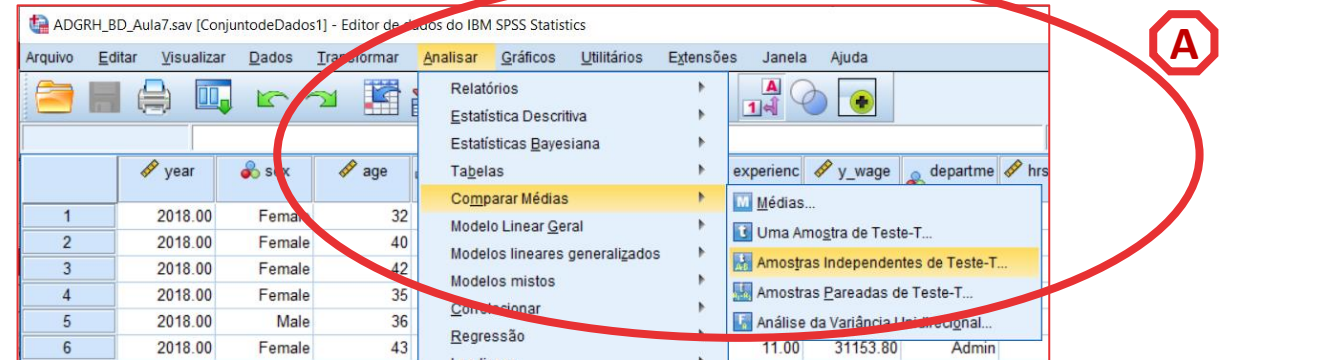 ADGRH_BD_Aula7.sav [ConjuntodeDados1] - Editor de dados do IBM SPSS Statistics
A
Arquivo Editar Visualizar Dados Transformar Analisar Gráficos Utilitários Extensões Janela Ajuda
Relatórios
Estatística Descritiva
Estatísticas Bayesiana
Tabelas
year sex age experienc y_wage departme hrs
Comparar Médias
Médias...
1 2018.00 Female 32
Modelo Linear Geral
Uma Amostra de Teste-T...
2 2018.00 Female 40
Modelos lineares generalizados
Amostras Independentes de Teste-T...
3 2018.00 Female 42
Modelos mistos
Amostras Pareadas de Teste-T...
4 2018.00 Female 35
Correlacionar
Análise da Variância Unidirecional...
5 2018.00 Male 36
Regressão
6 2018.00 Female 43 11.00 31153.80 Admin